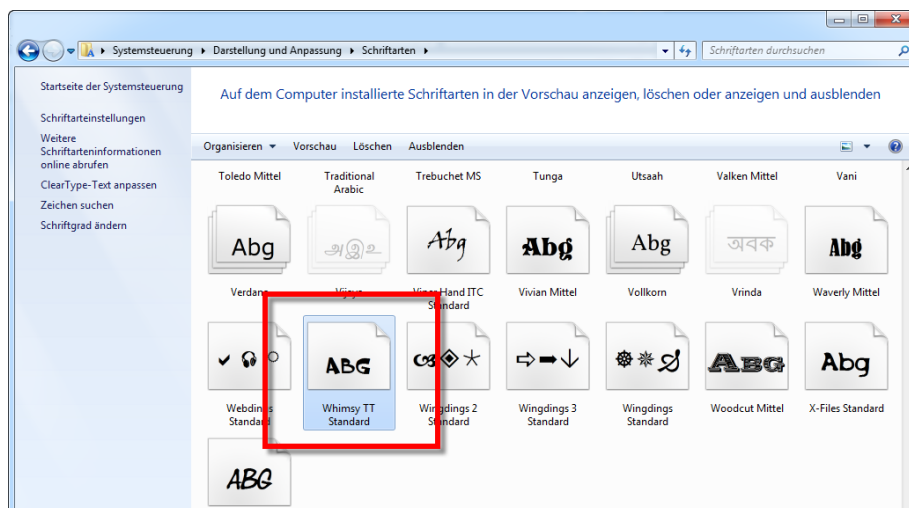 Systemsteuerung ▸ Darstellung und Anpassung ▸ Schriftarten ▸
Schriftarten durchsuchen
Startseite der Systemsteuerung
Schriftarteinstellungen
Weitere
Schriftarteninformationen
online abrufen
ClearType-Text anpassen
Zeichen suchen
Schriftgrad ändern
Auf dem Computer installierte Schriftarten in der Vorschau anzeigen, löschen oder anzeigen und ausblenden
Organisieren Vorschau Löschen Ausblenden
Toledo Mittel Traditional Trebuchet MS Tunga Utsaah Valken Mittel Vani
Arabic
Abg அஇஉ Abg Abg Abg অবক Abg
Verdana Vijaya Viner Hand ITC Vivian Mittel Vollkorn Vrinda Waverly Mittel
Standard
ABG ABG Abg
Webdings Whimsy TT Wingdings 2 Wingdings 3 Wingdings Woodcut Mittel X-Files Standard
Standard Standard Standard Standard Standard
ABG